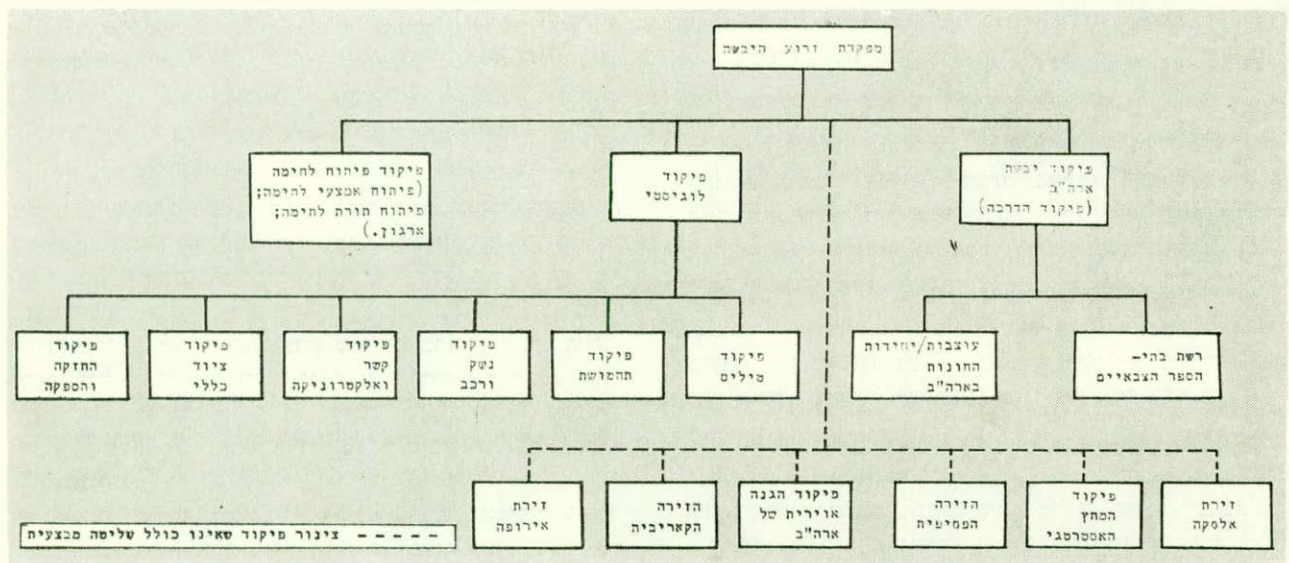 מפקדת זרוע היבשה
פיקוד יבשת
ארה"ב
(פיקוד הדרכה)
פיקוד
לוגיסטי
פיקוד פיתוח לחימה
(פיתוח אמצעי לחימה;
פיתוח תורת לחימה;
ארגון.)
רשת בתי-
הספר הצבאיים
עוצבות/יחידות
החונות
בארה"ב
פיקוד
טילים
פיקוד
תחמושת
פיקוד
נשק
ורכב
פיקוד
קשר
ואלקטרוניקה
פיקוד
ציוד
כללי
פיקוד
החזקה
והספקה
זירת
אלסקה
פיקוד
המחץ
האסטרטגי
הזירה
הפסיפית
פיקוד הגנה
אוירית של
ארה"ב
הזירה
הקאריבית
זירת
אירופה
צינור פיקוד שאינו כולל שליטה מבצעית